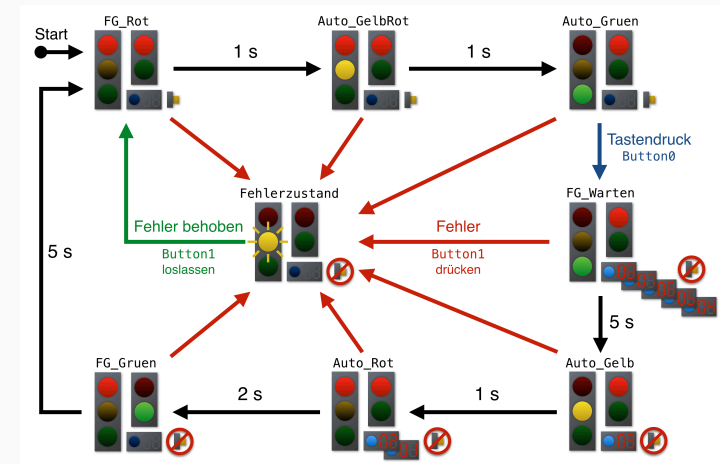 FG_Rot
Auto_GelbRot
Auto_Gruen
Start
1 s
1 s
Tastendruck
Button0
Fehlerzustand
FG_Warten
Fehler behoben
Button1
loslassen
Fehler
Button1
drücken
5 s
5 s
FG_Gruen
Auto_Rot
Auto_Gelb
2 s
1 s